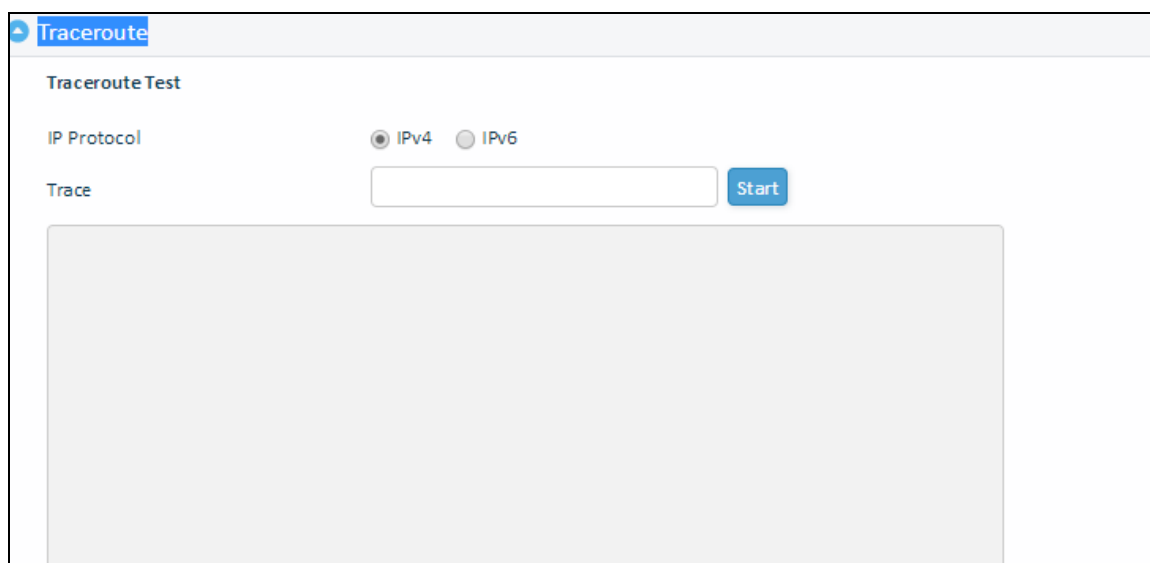 Traceroute
Traceroute Test
IP Protocol IPv4 IPv6
Trace Start